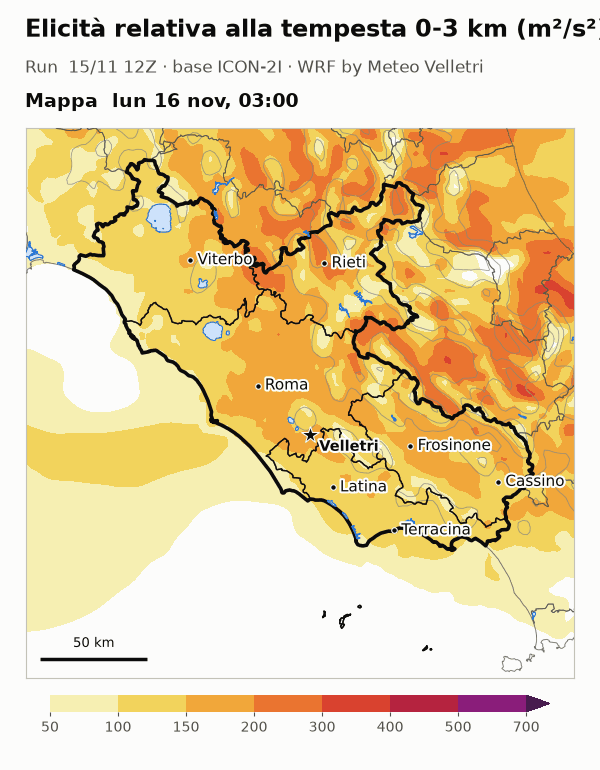 Elicità relativa alla tempesta 0-3 km (m²/s²)
Run 15/11 12Z · base ICON-2I · WRF by Meteo Velletri
Mappa lun 16 nov, 03:00
Viterbo
Rieti
Roma
Velletri
Frosinone
Latina
Cassino
Terracina
50 km
50 100 150 200 300 400 500 700